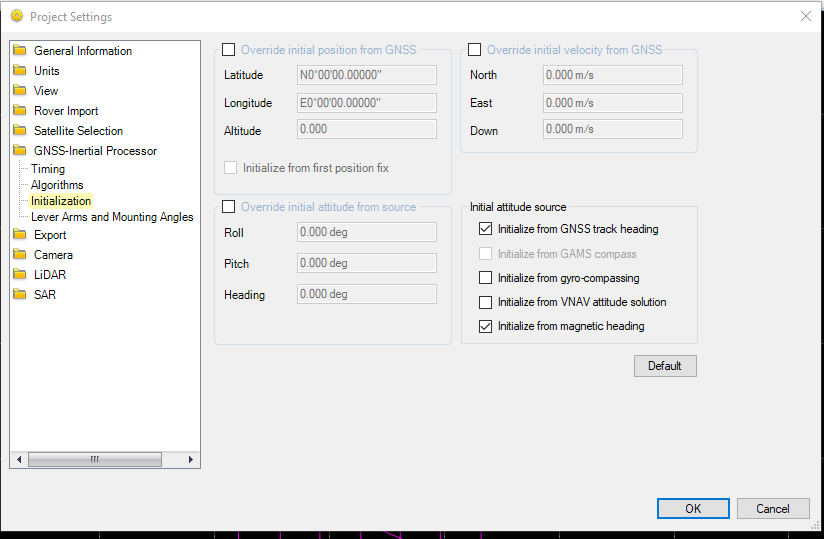 Project Settings
General Information
Units
View
Rover Import
Satellite Selection
GNSS-Inertial Processor
Timing
Algorithms
Initialization
Lever Arms and Mounting Angles
Export
Camera
LiDAR
SAR
Override initial position from GNSS
Latitude N0°00'00.00000"
Longitude E0°00'00.00000"
Altitude 0.000
Initialize from first position fix
Override initial velocity from GNSS
North 0.000 m/s
East 0.000 m/s
Down 0.000 m/s
Override initial attitude from source
Roll 0.000 deg
Pitch 0.000 deg
Heading 0.000 deg
Initial attitude source
Initialize from GNSS track heading
Initialize from GAMS compass
Initialize from gyro-compassing
Initialize from VNAV attitude solution
Initialize from magnetic heading
Default
OK Cancel